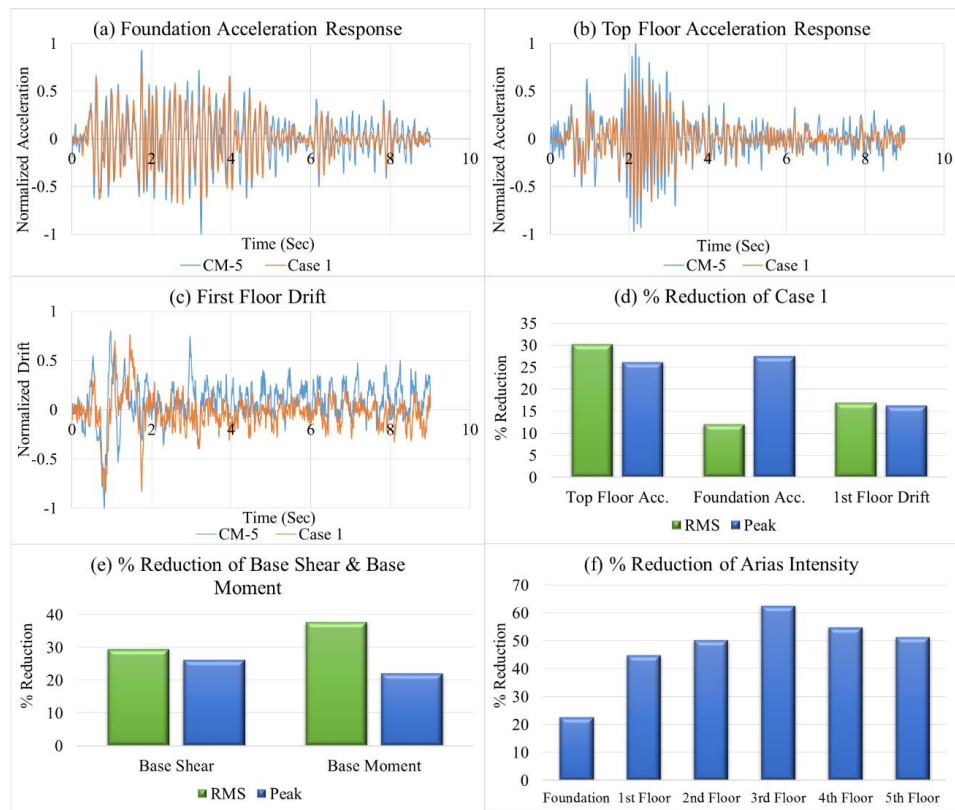 (a) Foundation Acceleration Response
Normalized Acceleration
1
0.5
0
-0.5
-1
0 2 4 6 8 10
Time (Sec)
CM-5 Case 1
(b) Top Floor Acceleration Response
Normalized Acceleration
1
0.5
0
-0.5
-1
0 2 4 6 8 10
Time (Sec)
CM-5 Case 1
(c) First Floor Drift
Normalized Drift
1
0.5
0
-0.5
-1
0 2 4 6 8 10
Time (Sec)
CM-5 Case 1
(d) % Reduction of Case 1
% Reduction
35
30
25
20
15
10
5
0
Top Floor Acc. Foundation Acc. 1st Floor Drift
RMS Peak
(e) % Reduction of Base Shear & Base
Moment
% Reduction
40
30
20
10
0
Base Shear Base Moment
RMS Peak
(f) % Reduction of Arias Intensity
% Reduction
70
60
50
40
30
20
10
0
Foundation 1st Floor 2nd Floor 3rd Floor 4th Floor 5th Floor